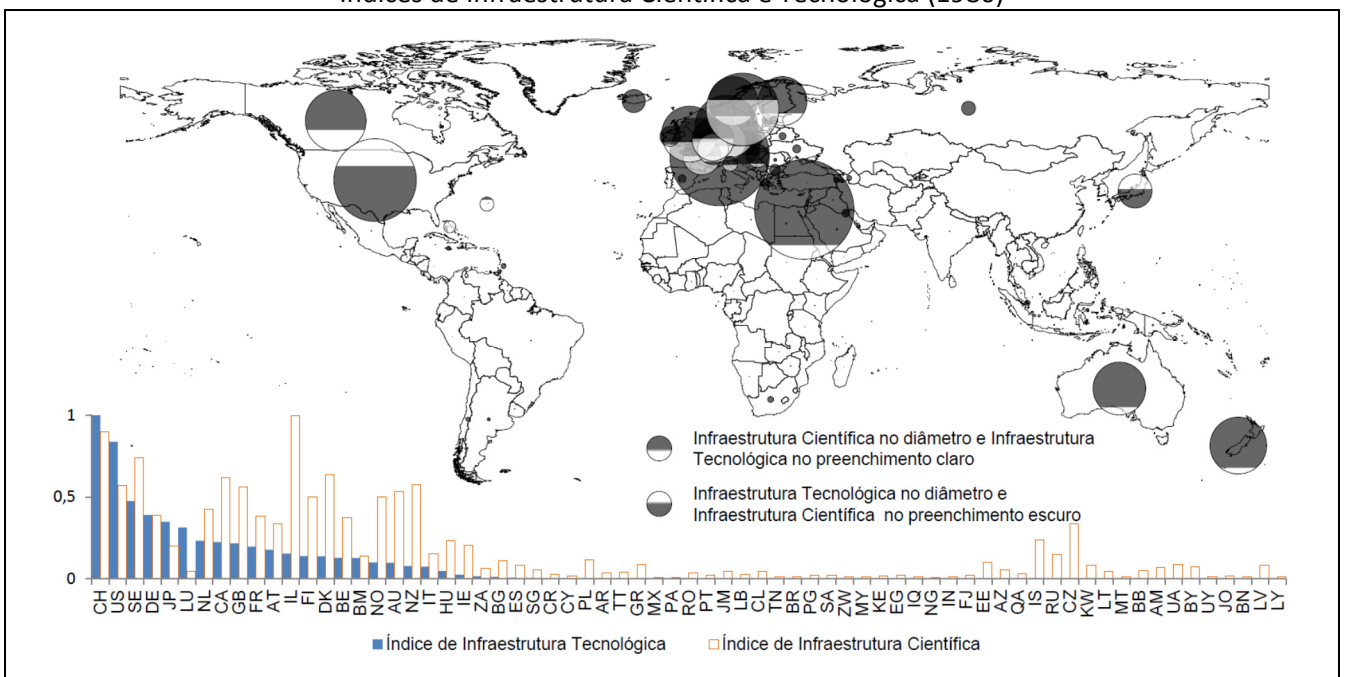 Índices de Infraestrutura Científica e Tecnológica (1980)
Infraestrutura Científica no diâmetro e Infraestrutura
Tecnológica no preenchimento claro
Infraestrutura Tecnológica no diâmetro e
Infraestrutura Científica no preenchimento escuro
1
0,5
0
CH US SE DE JP LU NL CA GB FR AT IL FI DK BE BM NO AU NZ IT HU IE ZA BG ES SG CR CY PL AR TT GR MX PA RO PT JM LB CL TN BR PG SA ZW MY KE EG IQ NG IN FJ EE AZ QA IS RU CZ KW LT MT BB AM UA BY UY JO BN LV LY
Índice de Infraestrutura Tecnológica Índice de Infraestrutura Científica